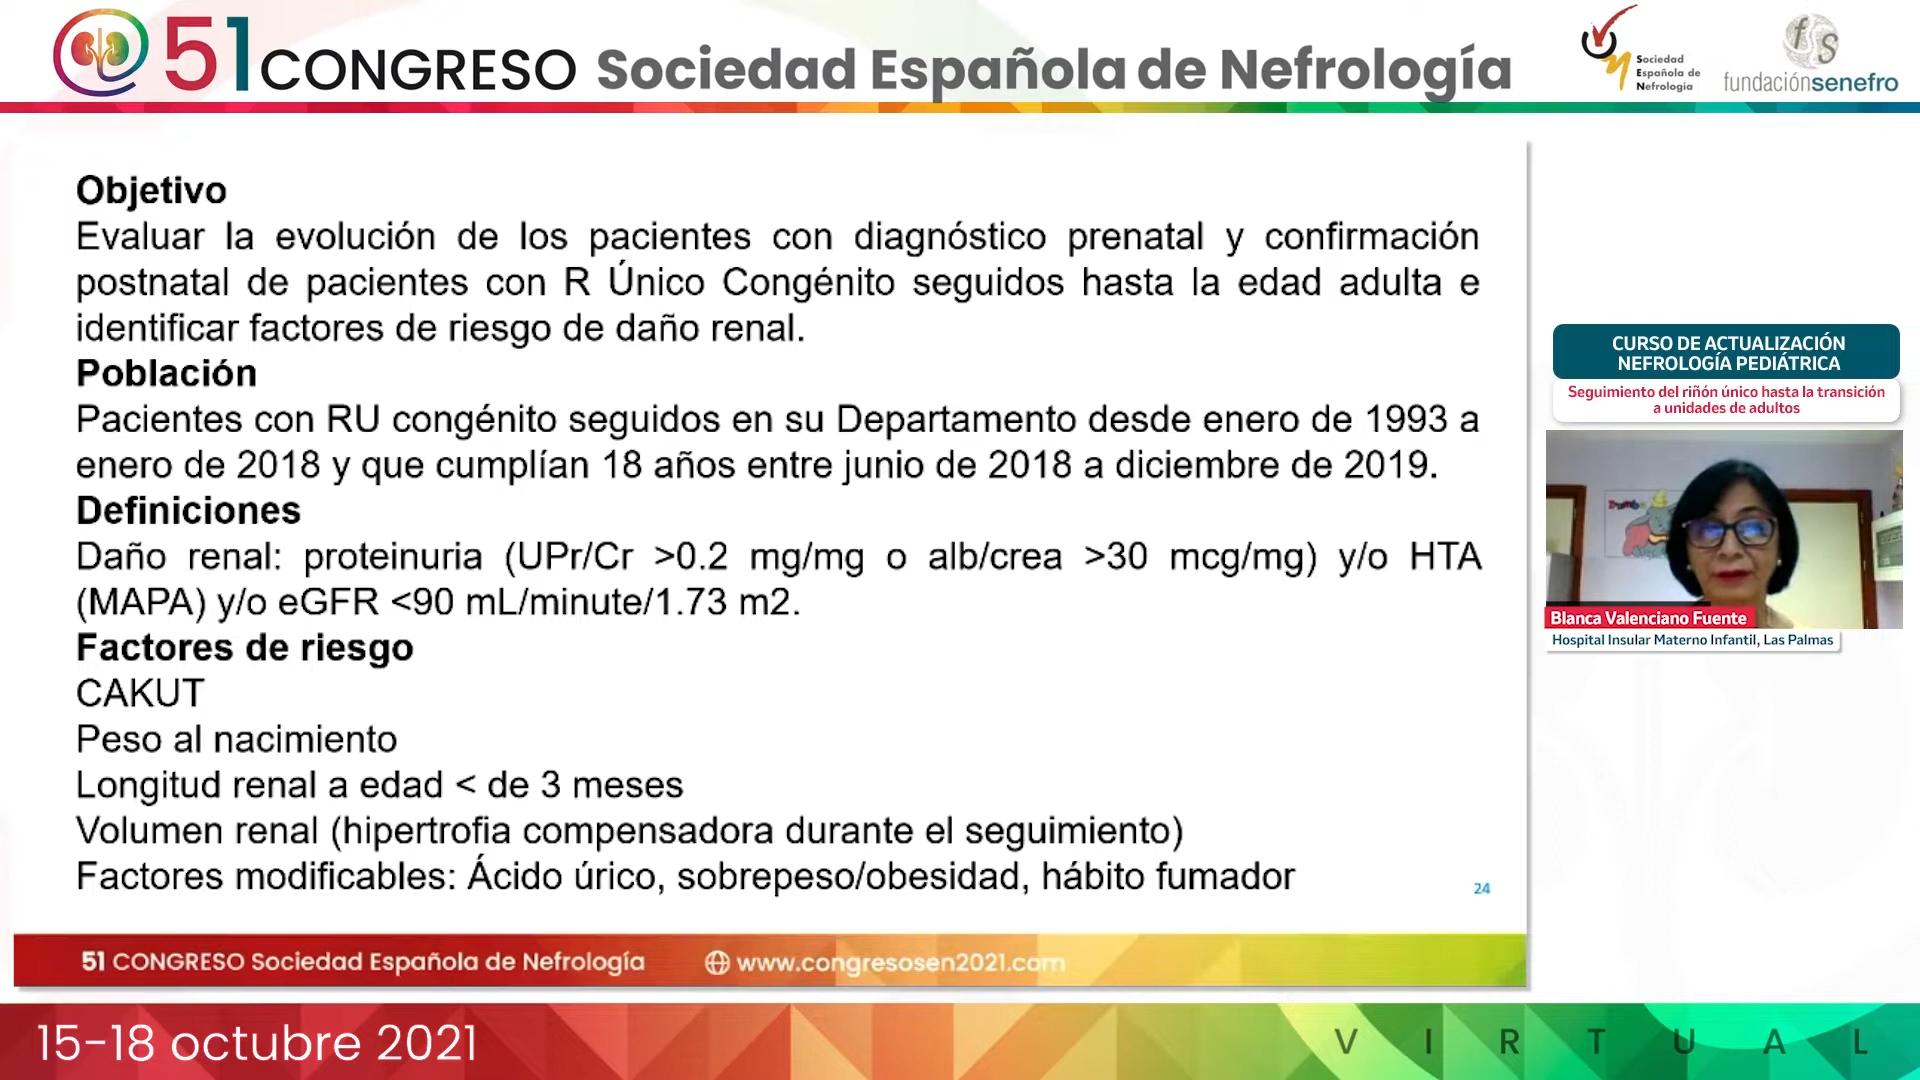 51 CONGRESO Sociedad Española de Nefrología
Sociedad
Española de
Nefrología
fundaciónsenefro
Objetivo
Evaluar la evolución de los pacientes con diagnóstico prenatal y confirmación
postnatal de pacientes con R Único Congénito seguidos hasta la edad adulta e
identificar factores de riesgo de daño renal.
Población
Pacientes con RU congénito seguidos en su Departamento desde enero de 1993 a
enero de 2018 y que cumplían 18 años entre junio de 2018 a diciembre de 2019.
Definiciones
Daño renal: proteinuria (UPr/Cr >0.2 mg/mg o alb/crea >30 mcg/mg) y/o HTA
(MAPA) y/o eGFR <90 mL/minute/1.73 m2.
Factores de riesgo
CAKUT
Peso al nacimiento
Longitud renal a edad < de 3 meses
Volumen renal (hipertrofia compensadora durante el seguimiento)
Factores modificables: Ácido úrico, sobrepeso/obesidad, hábito fumador
24
51 CONGRESO Sociedad Española de Nefrología
www.congresosen2021.com
CURSO DE ACTUALIZACIÓN
NEFROLOGÍA PEDIÁTRICA
Seguimiento del riñón único hasta la transición
a unidades de adultos
Blanca Valenciano Fuente
Hospital Insular Materno Infantil, Las Palmas
15-18 octubre 2021
VIRTUAL